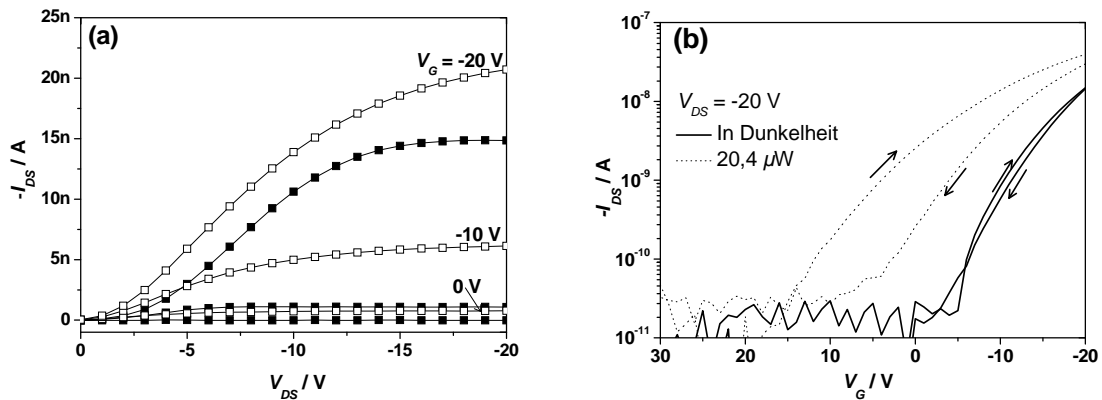 (a)
V_G = -20 V
-10 V
0 V
25n
20n
15n
10n
5n
0
-I_DS / A
0
-5
-10
-15
-20
V_DS / V
(b)
V_DS = -20 V
In Dunkelheit
20,4 µW
10^-7
10^-8
10^-9
10^-10
10^-11
-I_DS / A
30
20
10
0
-10
-20
V_G / V